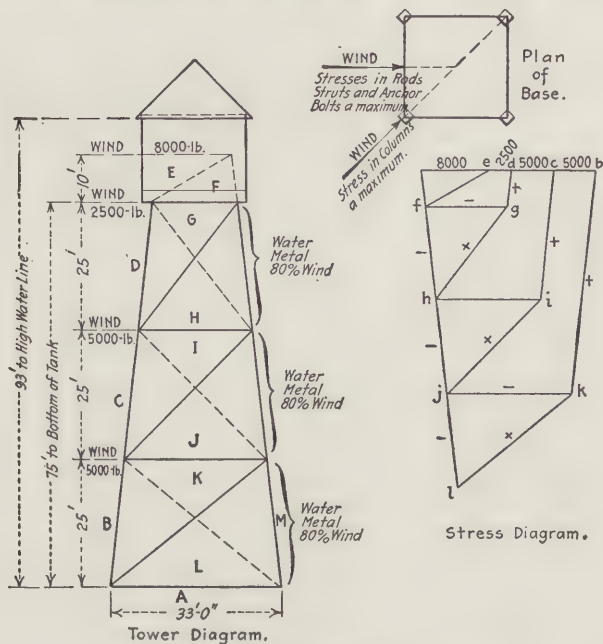 WIND
Stresses in Rods
Struts and Anchor
Bolts a maximum.
WIND
Stress in Columns
a maximum.
Plan
of
Base.
93' to High Water Line
75' to Bottom of Tank
10'
25'
25'
25'
WIND
8000-lb.
E
F
WIND
2500-lb.
G
D
H
WIND
5000-lb.
I
C
J
WIND
5000-lb.
K
B
M
L
A
33'-0"
Water
Metal
80% Wind
Water
Metal
80% Wind
Water
Metal
80% Wind
Tower Diagram.
8000 e 2500 d 5000 c 5000 b
f - g +
- x + +
h i
- x
j - k
- x
l
Stress Diagram.